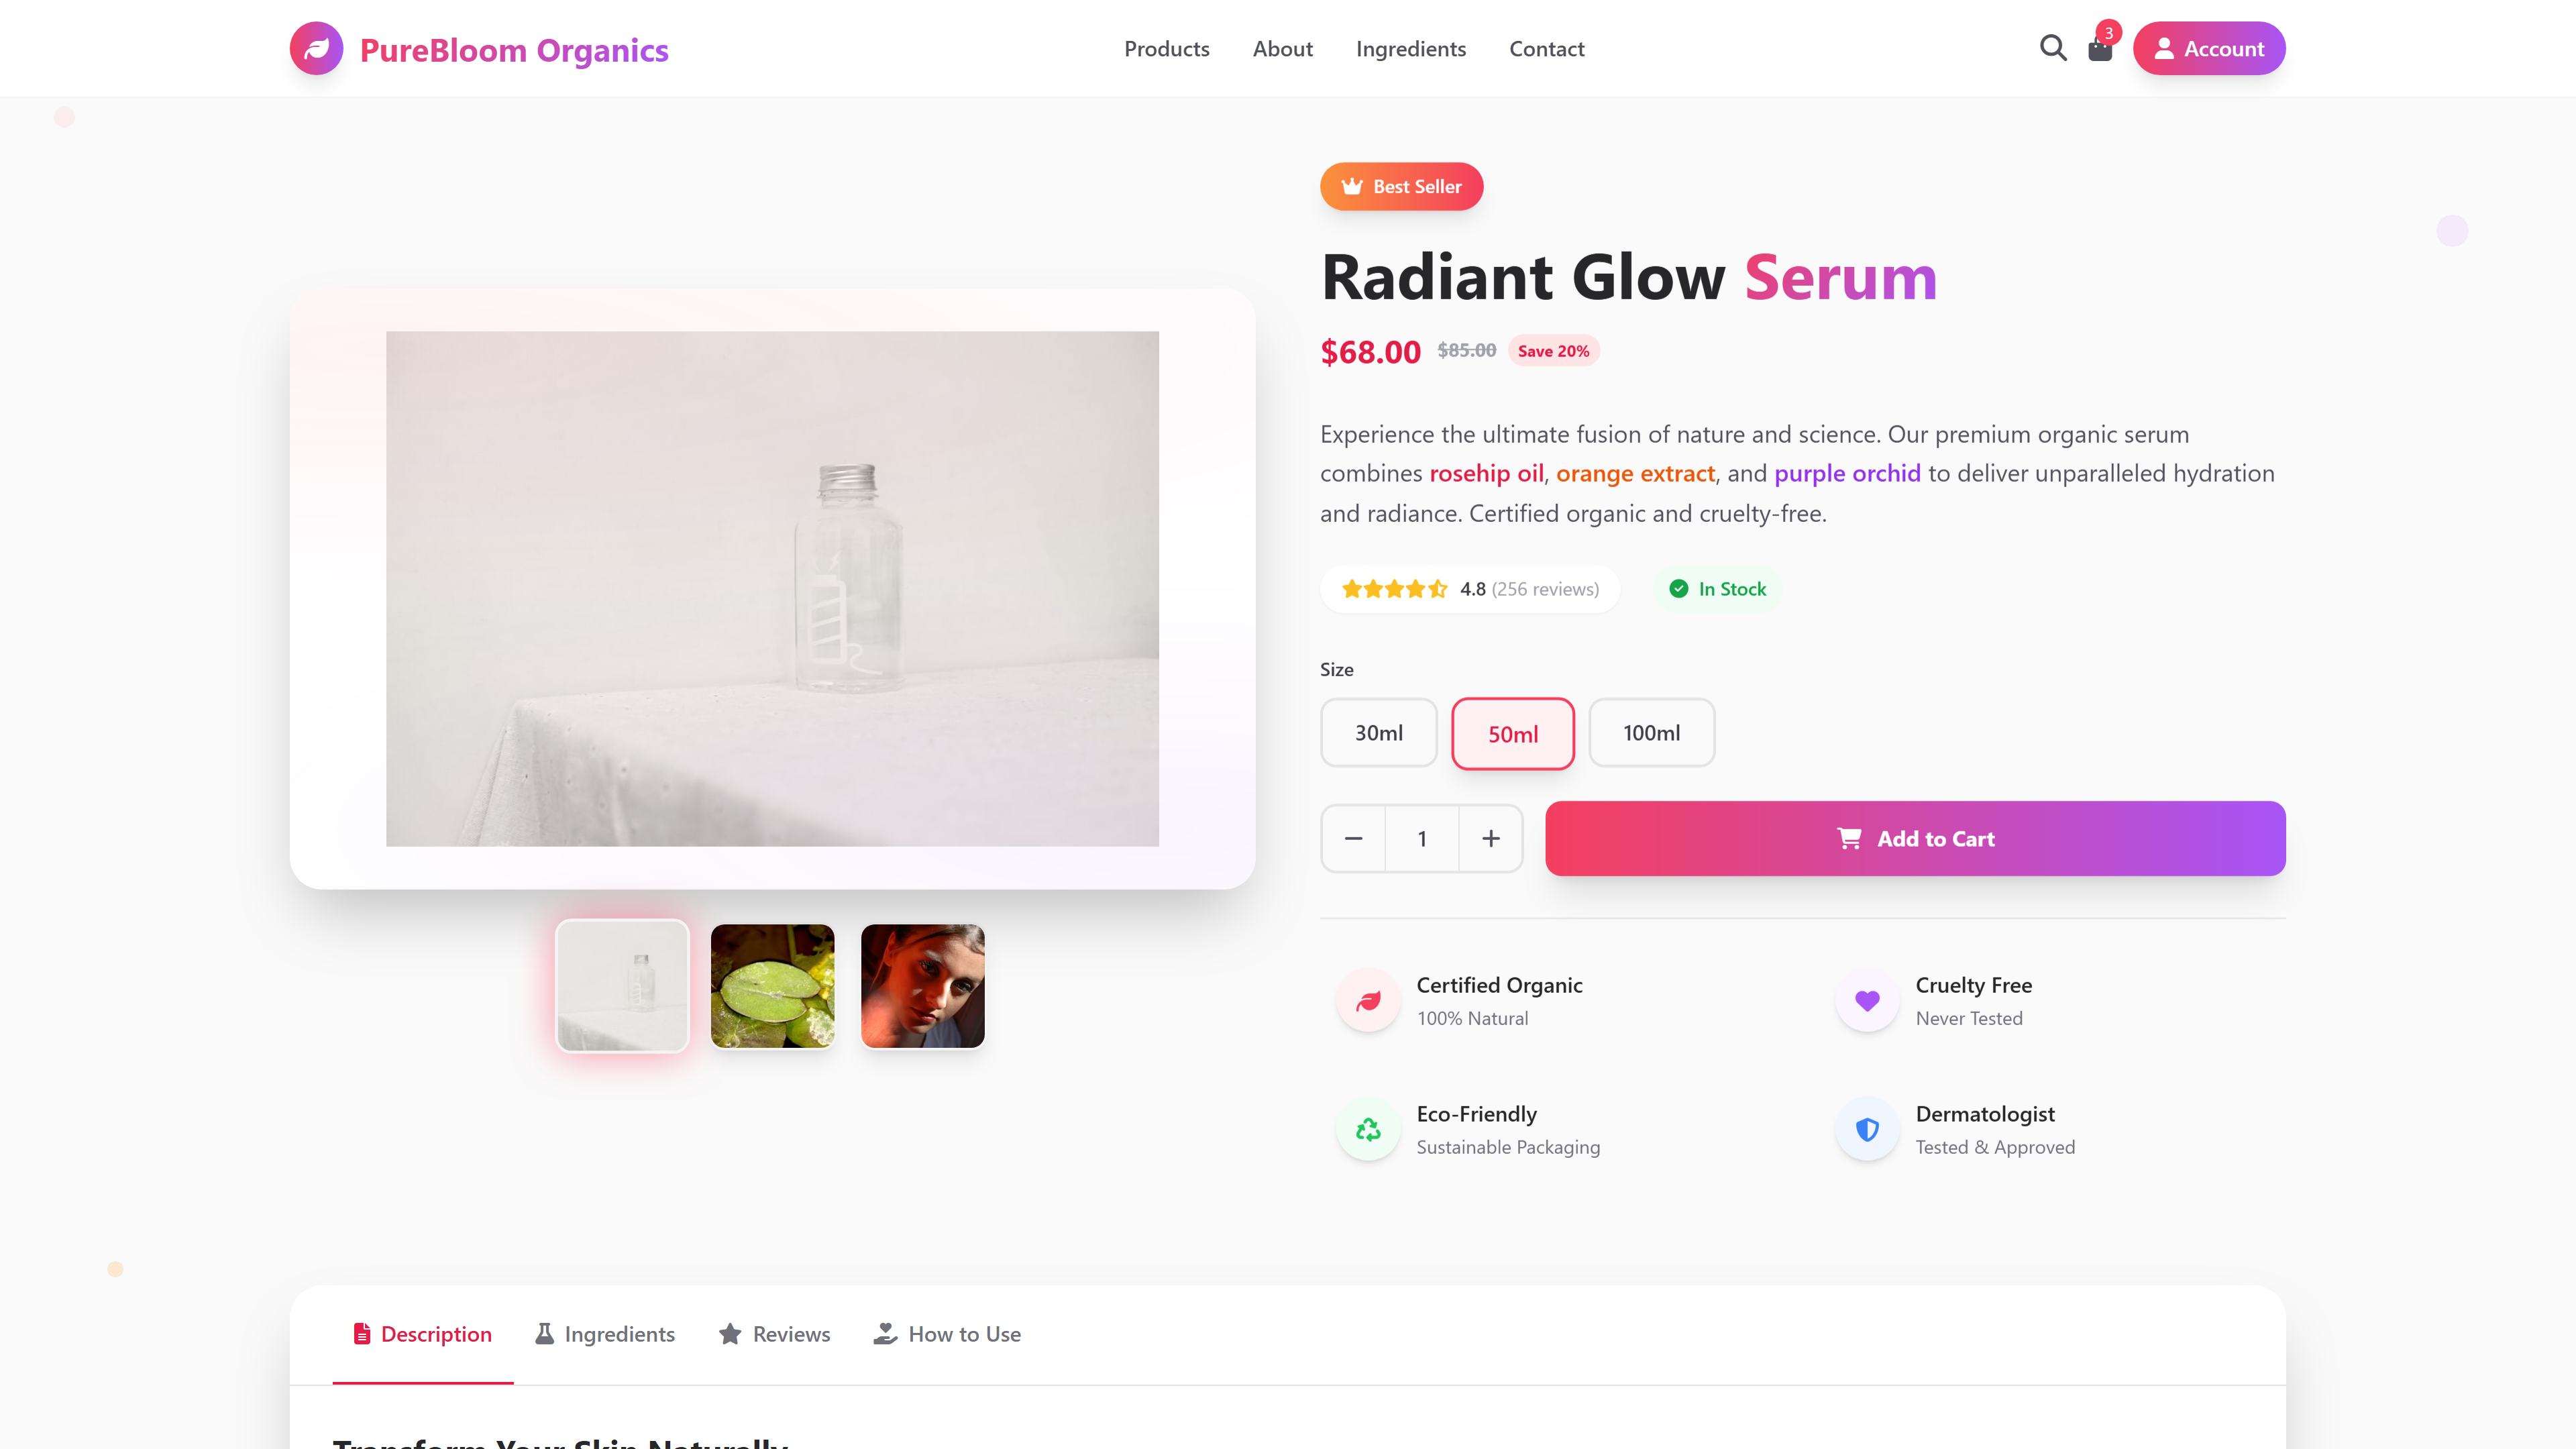 PureBloom Organics
Products
About
Ingredients
Contact
3
Account
Best Seller
Radiant Glow Serum
$68.00 $85.00 Save 20%
Experience the ultimate fusion of nature and science. Our premium organic serum
combines rosehip oil, orange extract, and purple orchid to deliver unparalleled hydration
and radiance. Certified organic and cruelty-free.
4.8 (256 reviews)
In Stock
Size
30ml
50ml
100ml
1
Add to Cart
Certified Organic
100% Natural
Cruelty Free
Never Tested
Eco-Friendly
Sustainable Packaging
Dermatologist
Tested & Approved
Description
Ingredients
Reviews
How to Use
Transform Your Skin Naturally